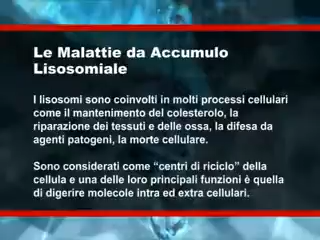 Le Malattie da Accumulo
Lisosomiale
I lisosomi sono coinvolti in molti processi cellulari
come il mantenimento del colesterolo, la
riparazione dei tessuti e delle ossa, la difesa da
agenti patogeni, la morte cellulare.
Sono considerati come “centri di riciclo” della
cellula e una delle loro principali funzioni è quella
di digerire molecole intra ed extra cellulari.